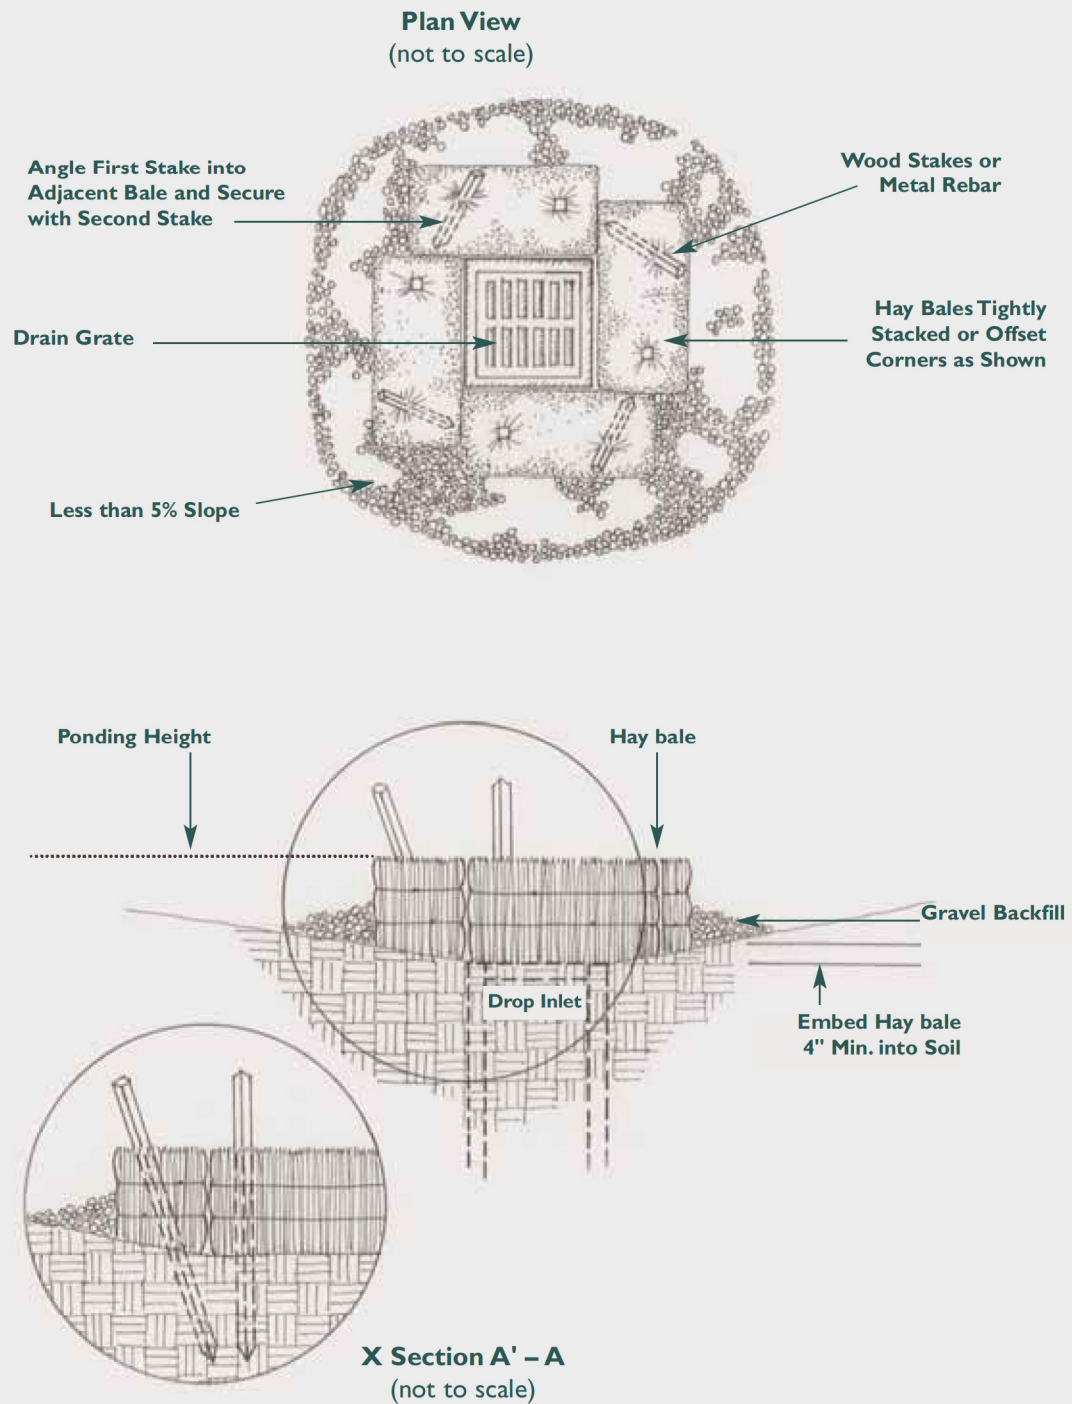 Plan View
(not to scale)
Angle First Stake into
Adjacent Bale and Secure
with Second Stake
Wood Stakes or
Metal Rebar
Drain Grate
Hay Bales Tightly
Stacked or Offset
Corners as Shown
Less than 5% Slope
Ponding Height
Hay bale
Gravel Backfill
Drop Inlet
Embed Hay bale
4" Min. into Soil
X Section A' – A
(not to scale)